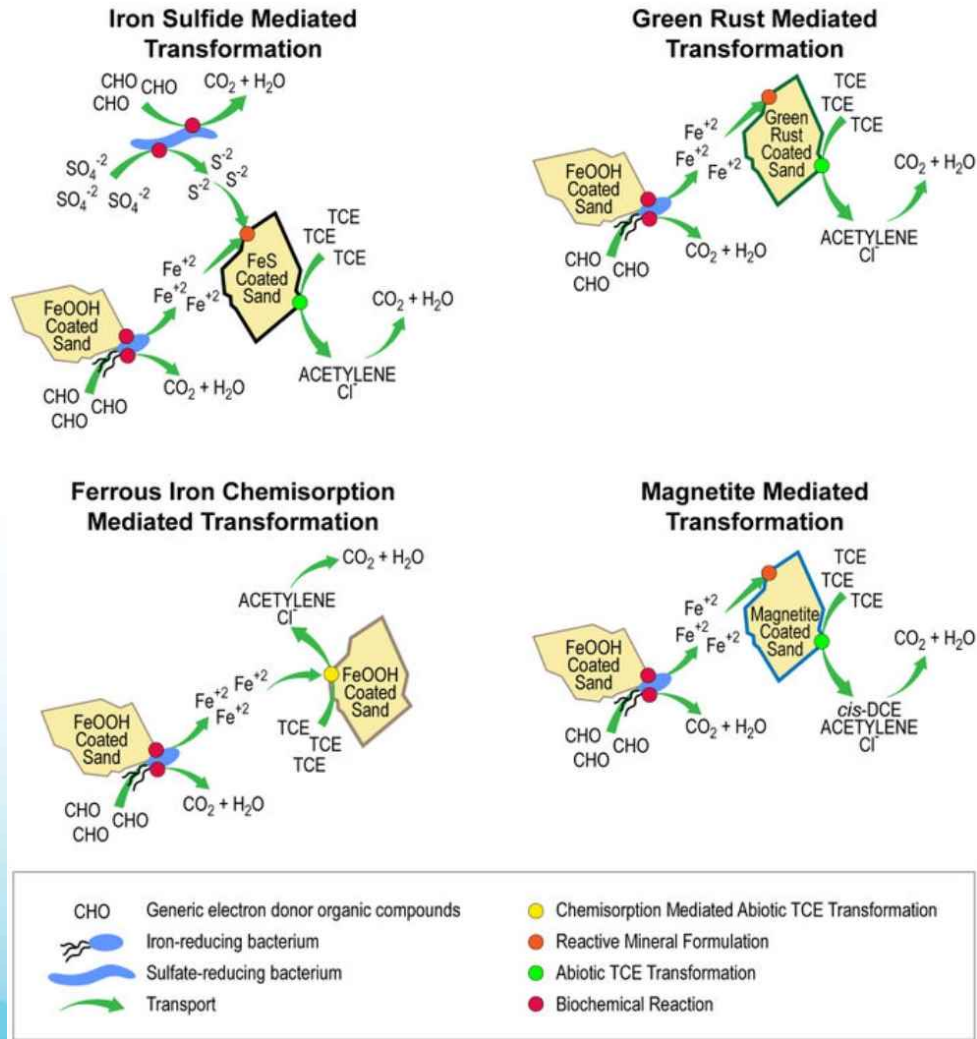 Iron Sulfide Mediated
Transformation
CHO CHO
CHO
CO₂ + H₂O
SO₄⁻²
SO₄⁻² SO₄⁻²
S⁻²
S⁻² S⁻²
S⁻²
Fe⁺²
Fe⁺² Fe⁺²
FeOOH
Coated
Sand
FeS
Coated
Sand
TCE
TCE
TCE
CO₂ + H₂O
ACETYLENE
Cl⁻
CO₂ + H₂O
CHO
CHO
CHO
Green Rust Mediated
Transformation
Fe⁺²
Fe⁺²
Fe⁺²
Green
Rust
Coated
Sand
TCE
TCE
TCE
FeOOH
Coated
Sand
CO₂ + H₂O
ACETYLENE
Cl⁻
CO₂ + H₂O
CHO
CHO
CHO
Ferrous Iron Chemisorption
Mediated Transformation
CO₂ + H₂O
ACETYLENE
Cl⁻
Fe⁺² Fe⁺²
Fe⁺²
FeOOH
Coated
Sand
FeOOH
Coated
Sand
TCE
TCE
TCE
CHO
CHO
CHO
CO₂ + H₂O
Magnetite Mediated
Transformation
Fe⁺²
Fe⁺²
Fe⁺²
Magnetite
Coated
Sand
TCE
TCE
TCE
FeOOH
Coated
Sand
CO₂ + H₂O
cis-DCE
ACETYLENE
Cl⁻
CO₂ + H₂O
CHO
CHO
CHO
CHO Generic electron donor organic compounds
Iron-reducing bacterium
Sulfate-reducing bacterium
Transport
Chemisorption Mediated Abiotic TCE Transformation
Reactive Mineral Formulation
Abiotic TCE Transformation
Biochemical Reaction